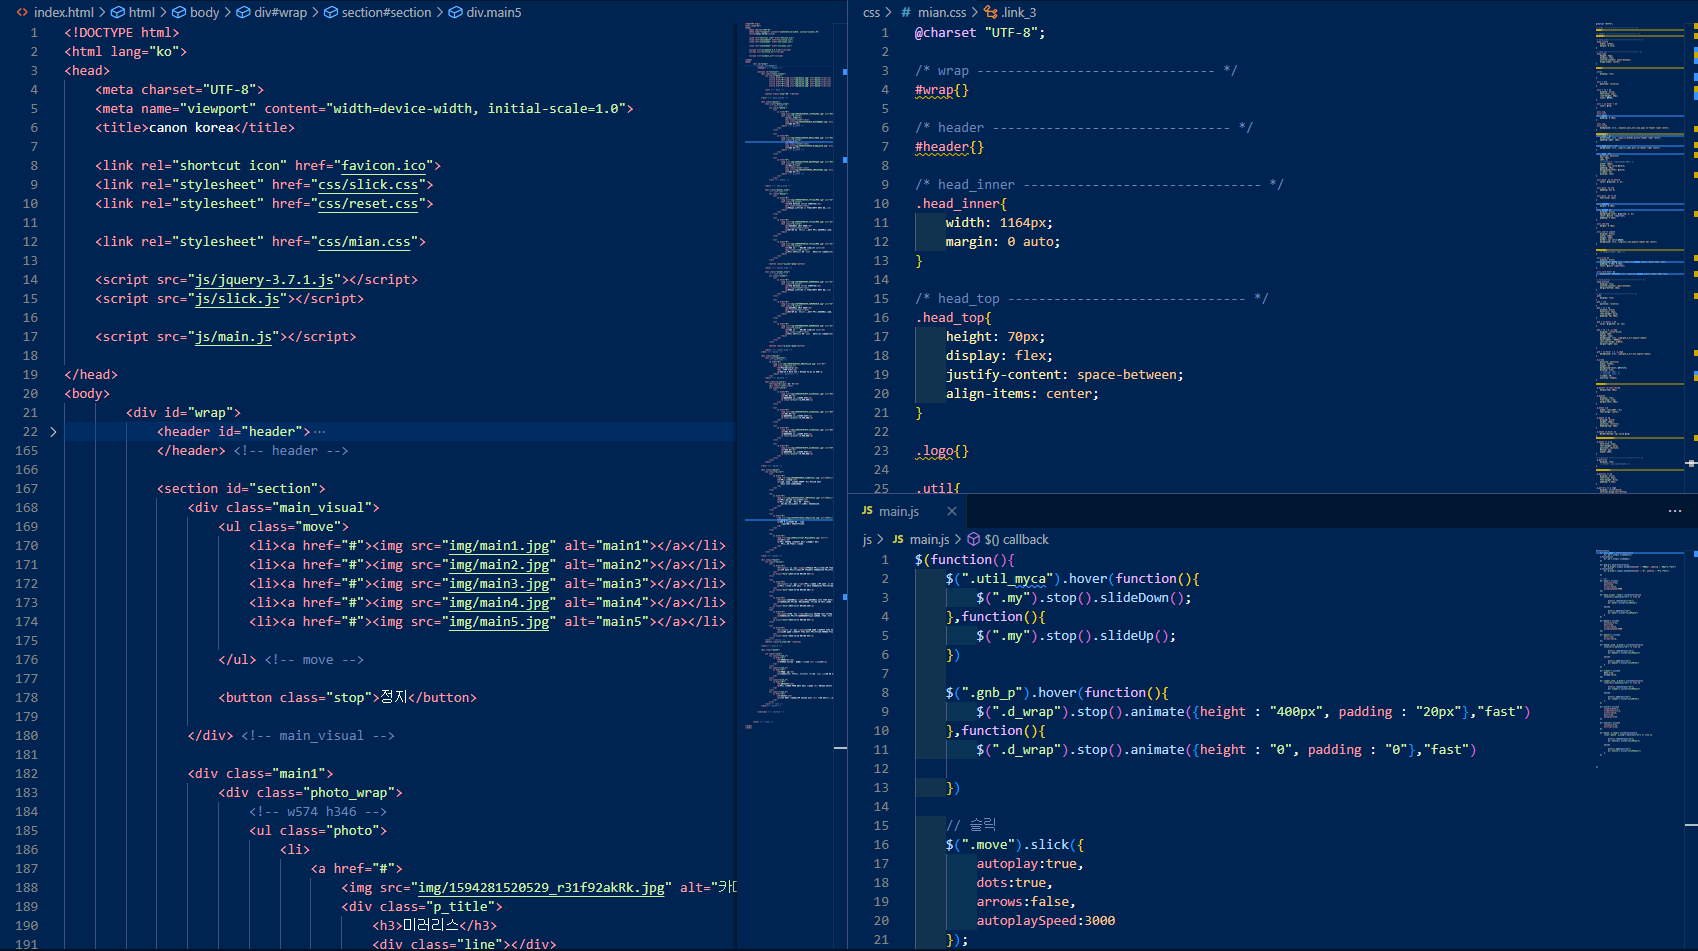 index.html > html > body > div#wrap > section#section > div.main5
1 <!DOCTYPE html>
2 <html lang="ko">
3 <head>
4 <meta charset="UTF-8">
5 <meta name="viewport" content="width=device-width, initial-scale=1.0">
6 <title>canon korea</title>
7
8 <link rel="shortcut icon" href="favicon.ico">
9 <link rel="stylesheet" href="css/slick.css">
10 <link rel="stylesheet" href="css/reset.css">
11
12 <link rel="stylesheet" href="css/mian.css">
13
14 <script src="js/jquery-3.7.1.js"></script>
15 <script src="js/slick.js"></script>
16
17 <script src="js/main.js"></script>
18
19 </head>
20 <body>
21 <div id="wrap">
22 <header id="header">···
165 </header> <!-- header -->
166
167 <section id="section">
168 <div class="main_visual">
169 <ul class="move">
170 <li><a href="#"><img src="img/main1.jpg" alt="main1"></a></li>
171 <li><a href="#"><img src="img/main2.jpg" alt="main2"></a></li>
172 <li><a href="#"><img src="img/main3.jpg" alt="main3"></a></li>
173 <li><a href="#"><img src="img/main4.jpg" alt="main4"></a></li>
174 <li><a href="#"><img src="img/main5.jpg" alt="main5"></a></li>
175
176 </ul> <!-- move -->
177
178 <button class="stop">정지</button>
179
180 </div> <!-- main_visual -->
181
182 <div class="main1">
183 <div class="photo_wrap">
184 <!-- w574 h346 -->
185 <ul class="photo">
186 <li>
187 <a href="#">
188 <img src="img/1594281520529_r31f92akRk.jpg" alt="카
189 <div class="p_title">
190 <h3>미러리스</h3>
191 <div class="line"></div>
css > # mian.css > .link_3
1 @charset "UTF-8";
2
3 /* wrap ------------------------------- */
4 #wrap{}
5
6 /* header ------------------------------- */
7 #header{}
8
9 /* head_inner ------------------------------- */
10 .head_inner{
11 width: 1164px;
12 margin: 0 auto;
13 }
14
15 /* head_top ------------------------------- */
16 .head_top{
17 height: 70px;
18 display: flex;
19 justify-content: space-between;
20 align-items: center;
21 }
22
23 .logo{}
24
25 .util{
JS main.js × ···
js > JS main.js > $() callback
1 $(function(){
2 $(".util_myca").hover(function(){
3 $(".my").stop().slideDown();
4 },function(){
5 $(".my").stop().slideUp();
6 })
7
8 $(".gnb_p").hover(function(){
9 $(".d_wrap").stop().animate({height : "400px", padding : "20px"},"fast")
10 },function(){
11 $(".d_wrap").stop().animate({height : "0", padding : "0"},"fast")
12
13 })
14
15 // 슬릭
16 $(".move").slick({
17 autoplay:true,
18 dots:true,
19 arrows:false,
20 autoplaySpeed:3000
21 });